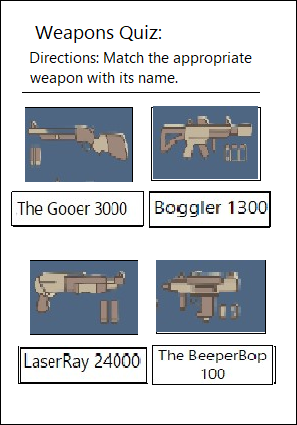 Weapons Quiz:
Directions: Match the appropriate
weapon with its name.
The Gooer 3000
Boggler 1300
LaserRay 24000
The BeeperBop
100